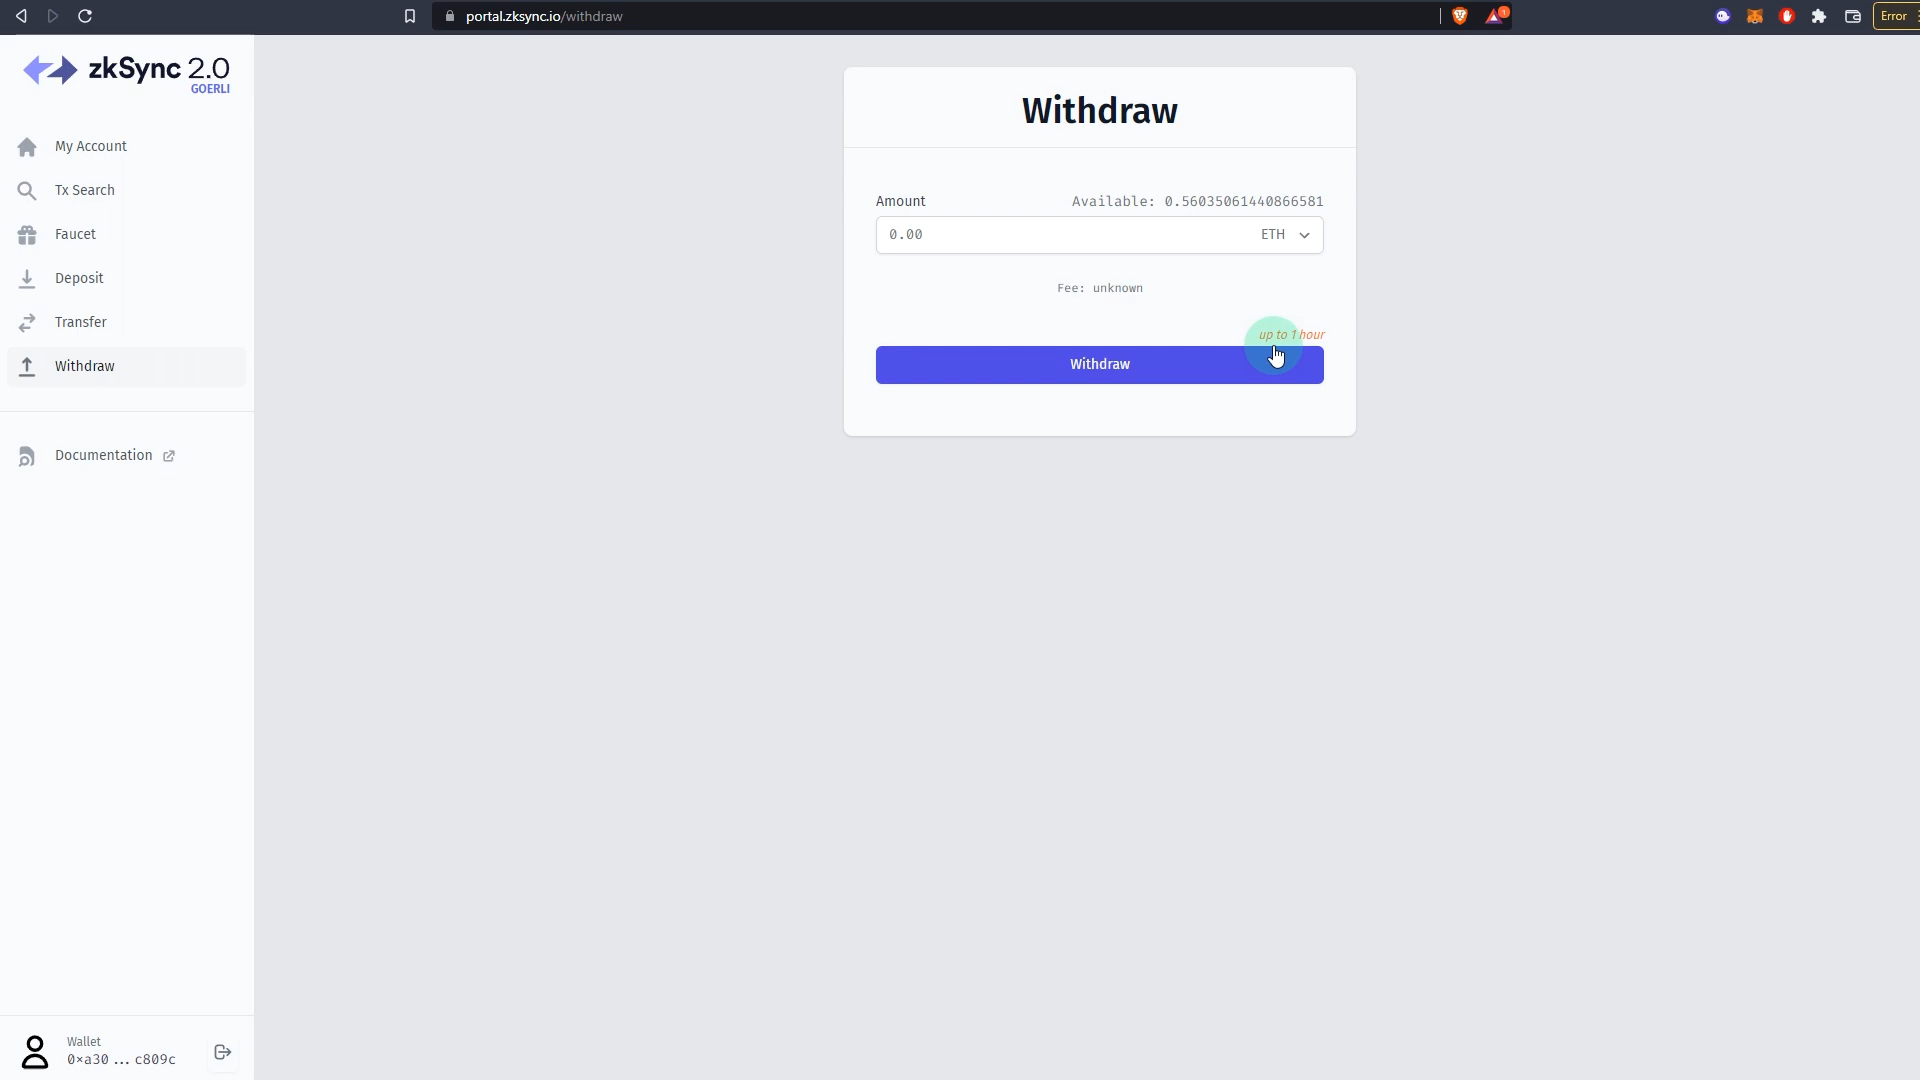 portal.zksync.io/withdraw
1
Error
zkSync 2.0
GOERLI
My Account
Tx Search
Faucet
Deposit
Transfer
Withdraw
Documentation
Wallet
0×a30 ... c809c
Withdraw
Amount
Available: 0.56035061440866581
0.00
ETH
Fee: unknown
up to 1 hour
Withdraw